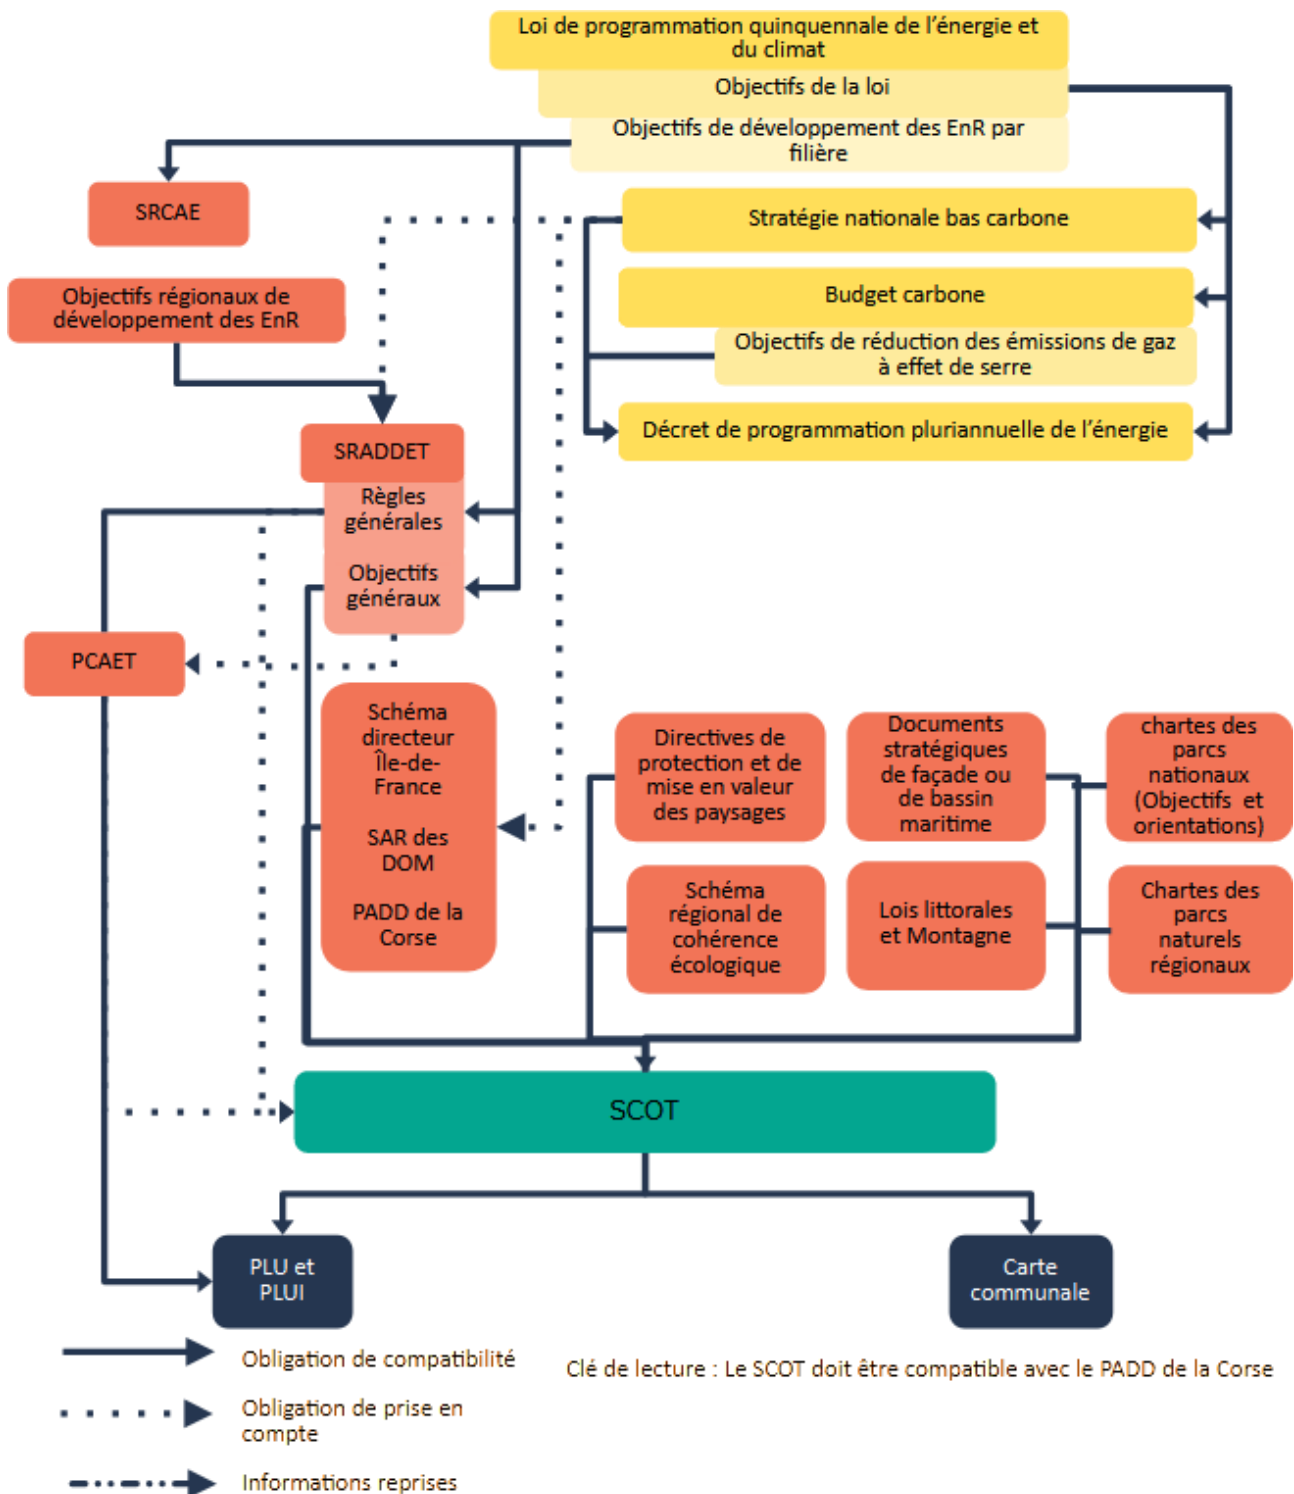 Loi de programmation quinquennale de l'énergie et
du climat
Objectifs de la loi
Objectifs de développement des EnR par
filière
SRCAE
Stratégie nationale bas carbone
Objectifs régionaux de
développement des EnR
Budget carbone
Objectifs de réduction des émissions de gaz
à effet de serre
Décret de programmation pluriannuelle de l'énergie
SRADDET
Règles
générales
Objectifs
généraux
PCAET
Schéma
directeur
Île-de-
France
SAR des
DOM
PADD de la
Corse
Directives de
protection et de
mise en valeur
des paysages
Documents
stratégiques
de façade ou
de bassin
maritime
chartes des
parcs
nationaux
(Objectifs et
orientations)
Schéma
régional de
cohérence
écologique
Lois littorales
et Montagne
Chartes des
parcs
naturels
régionaux
SCOT
PLU et
PLUI
Carte
communale
Obligation de compatibilité
Clé de lecture : Le SCOT doit être compatible avec le PADD de la Corse
Obligation de prise en
compte
Informations reprises